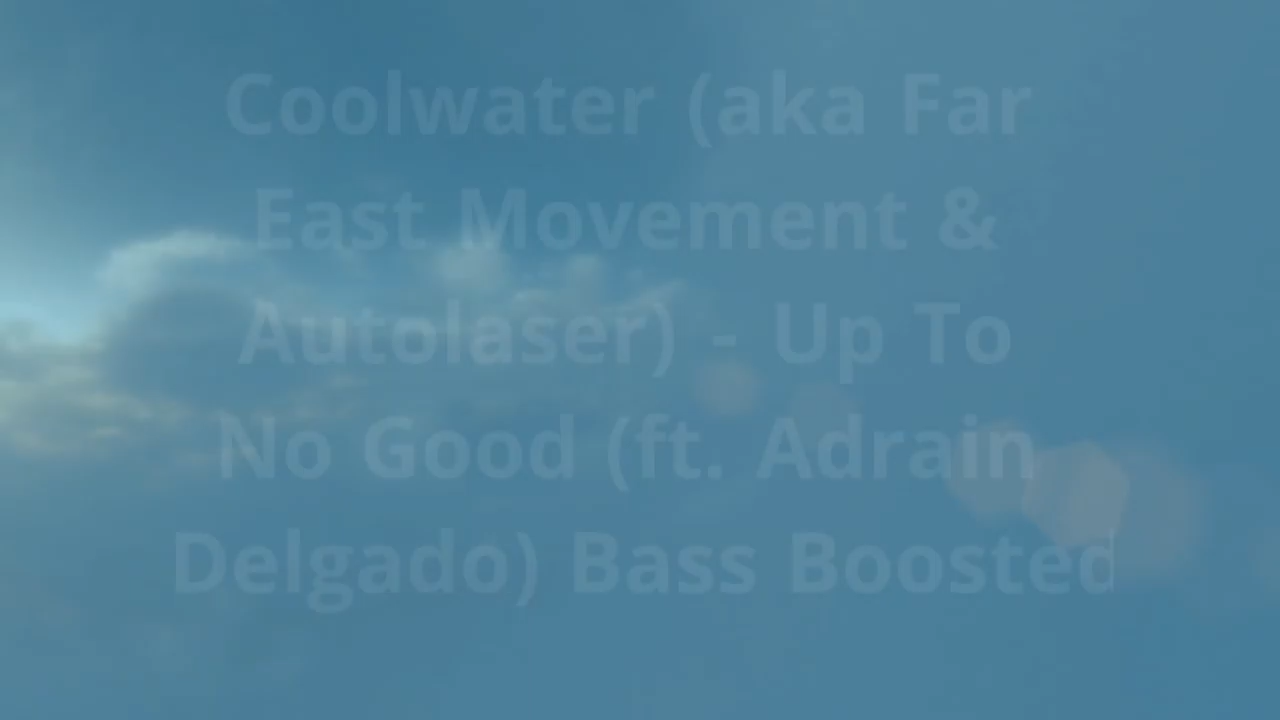 Coolwater (aka Far
East Movement &
Autolaser) - Up To
No Good (ft. Adrain
Delgado) Bass Boosted